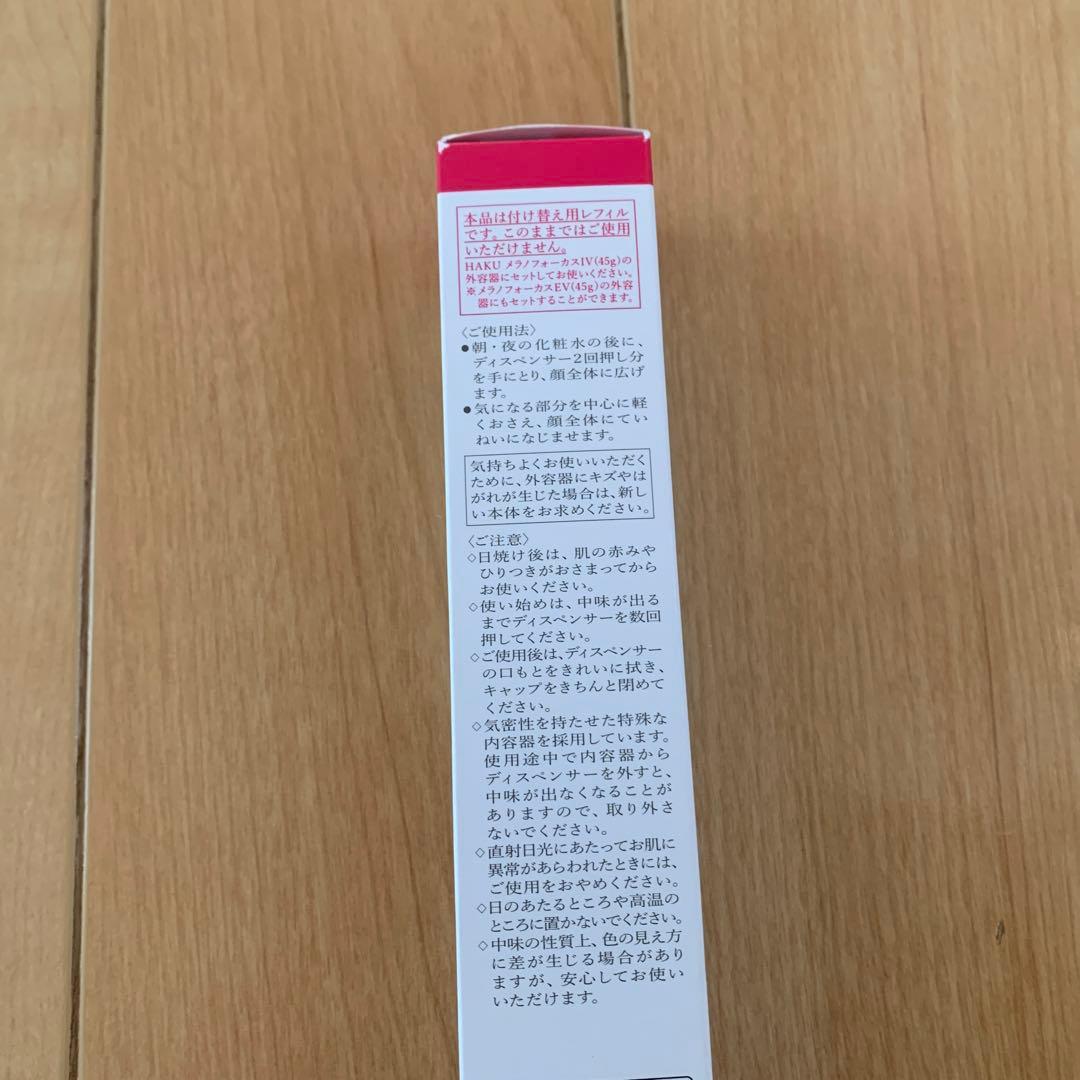 本品は付け替え用レフィル
です。このままではご使用
いただけません。
HAKU メラノフォーカスIV(45g)の
外容器にセットしてお使いください。
※メラノフォーカスEV(45g)の外容
器にもセットすることができます。
〈ご使用法〉
●朝・夜の化粧水の後に、
ディスペンサー2回押し分
を手にとり、顔全体に広げ
ます。
●気になる部分を中心に軽
くおさえ、顔全体にてい
ねいになじませます。
気持ちよくお使いいただく
ために、外容器にキズやは
がれが生じた場合は、新し
い本体をお求めください。
〈ご注意〉
◇日焼け後は、肌の赤みや
ひりつきがおさまってから
お使いください。
◇使い始めは、中味が出る
までディスペンサーを数回
押してください。
◇ご使用後は、ディスペンサー
の口もとをきれいに拭き、
キャップをきちんと閉めて
ください。
◇気密性を持たせた特殊な
内容器を採用しています。
使用途中で内容器から
ディスペンサーを外すと、
中味が出なくなることが
ありますので、取り外さ
ないでください。
◇直射日光にあたってお肌に
異常があらわれたときには、
ご使用をおやめください。
◇日のあたるところや高温の
ところに置かないでください。
◇中味の性質上、色の見え方
に差が生じる場合があり
ますが、安心してお使い
いただけます。